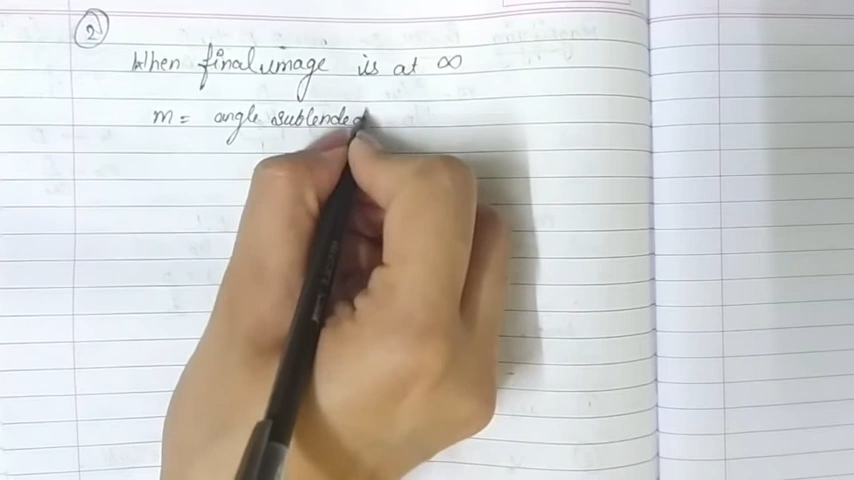 2
When final image is at ∞
m = angle subtended